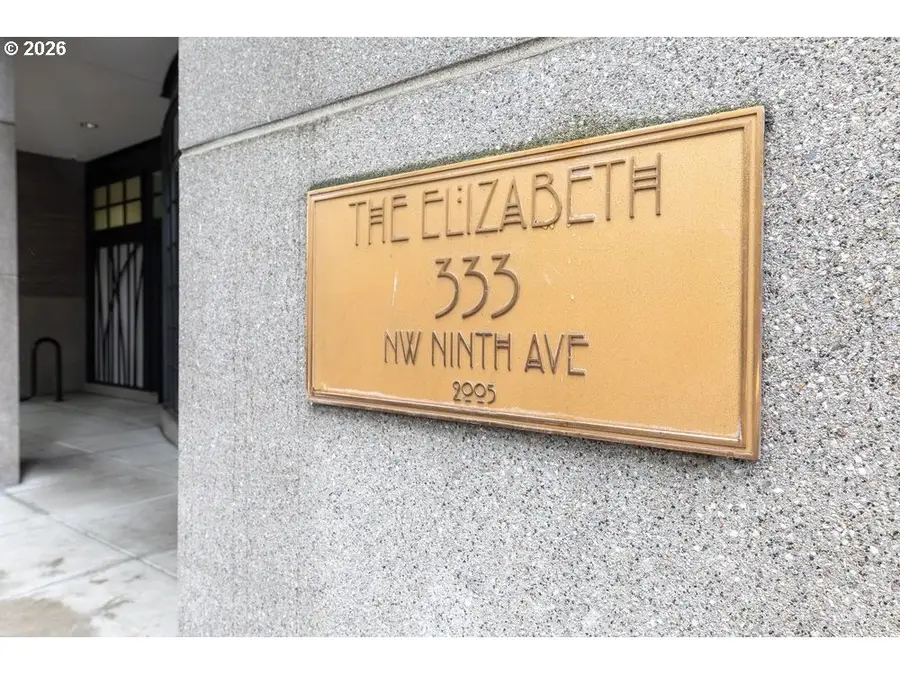 © 2026
THE ELIZABETH
333
NW NINTH AVE
2005